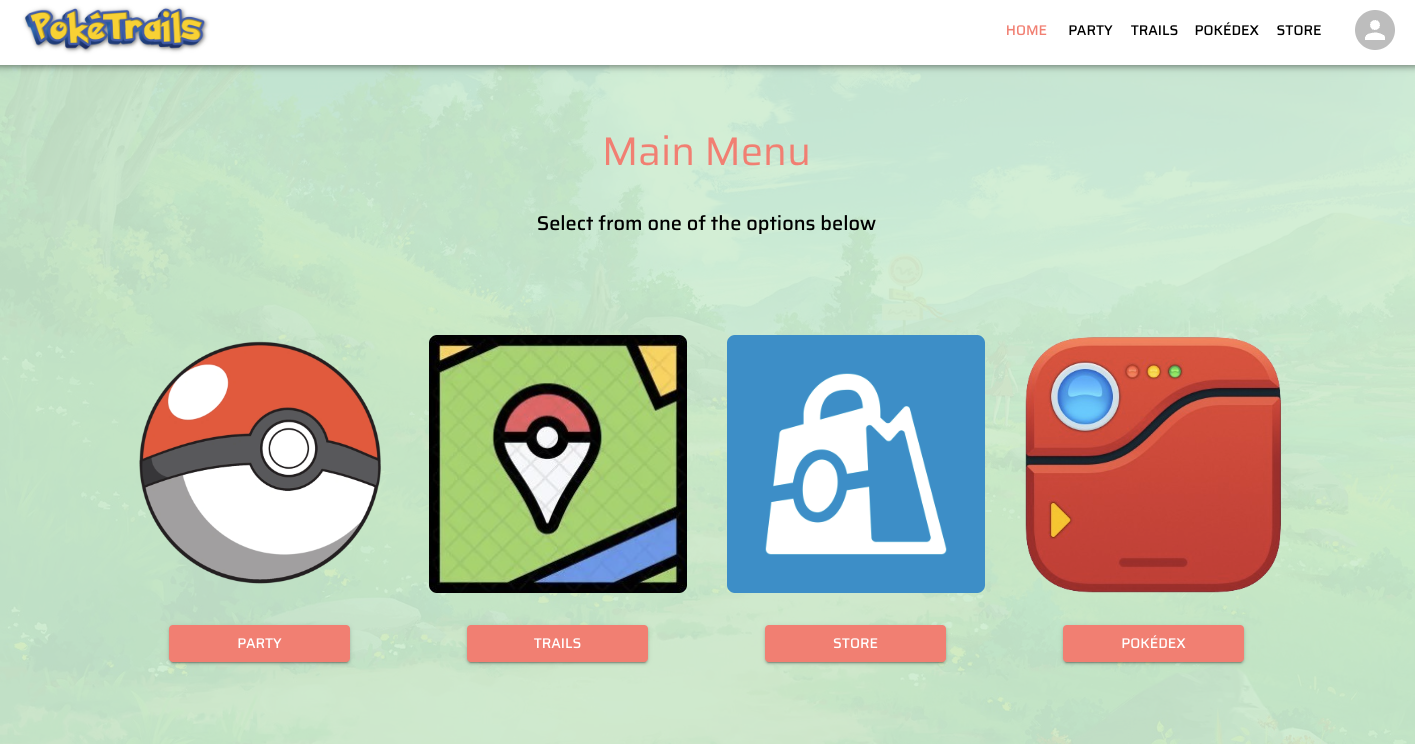 PokéTrails
HOME PARTY TRAILS POKÉDEX STORE
Main Menu
Select from one of the options below
PARTY TRAILS STORE POKÉDEX